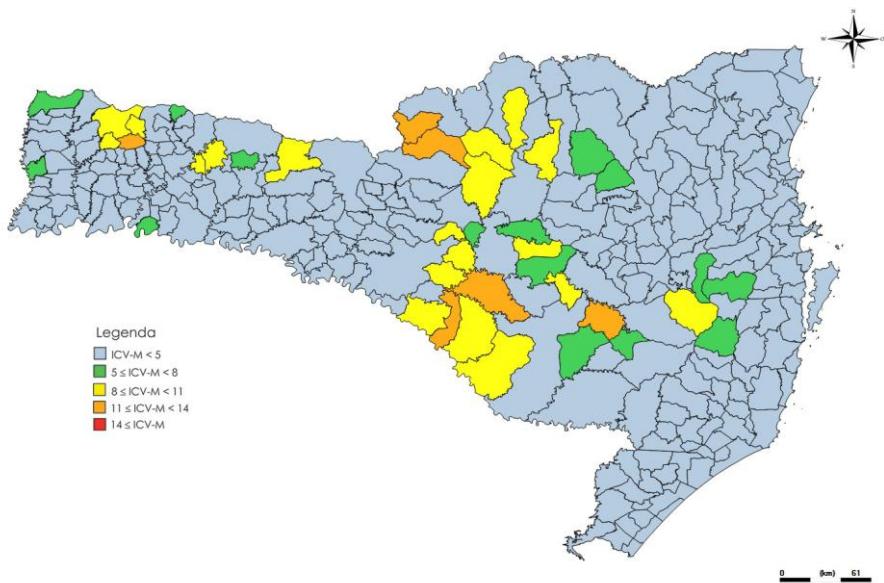 N
W
S
Legenda
ICV-M < 5
5 ≤ ICV-M < 8
8 ≤ ICV-M < 11
11 ≤ ICV-M < 14
14 ≤ ICV-M
0 (km) 61